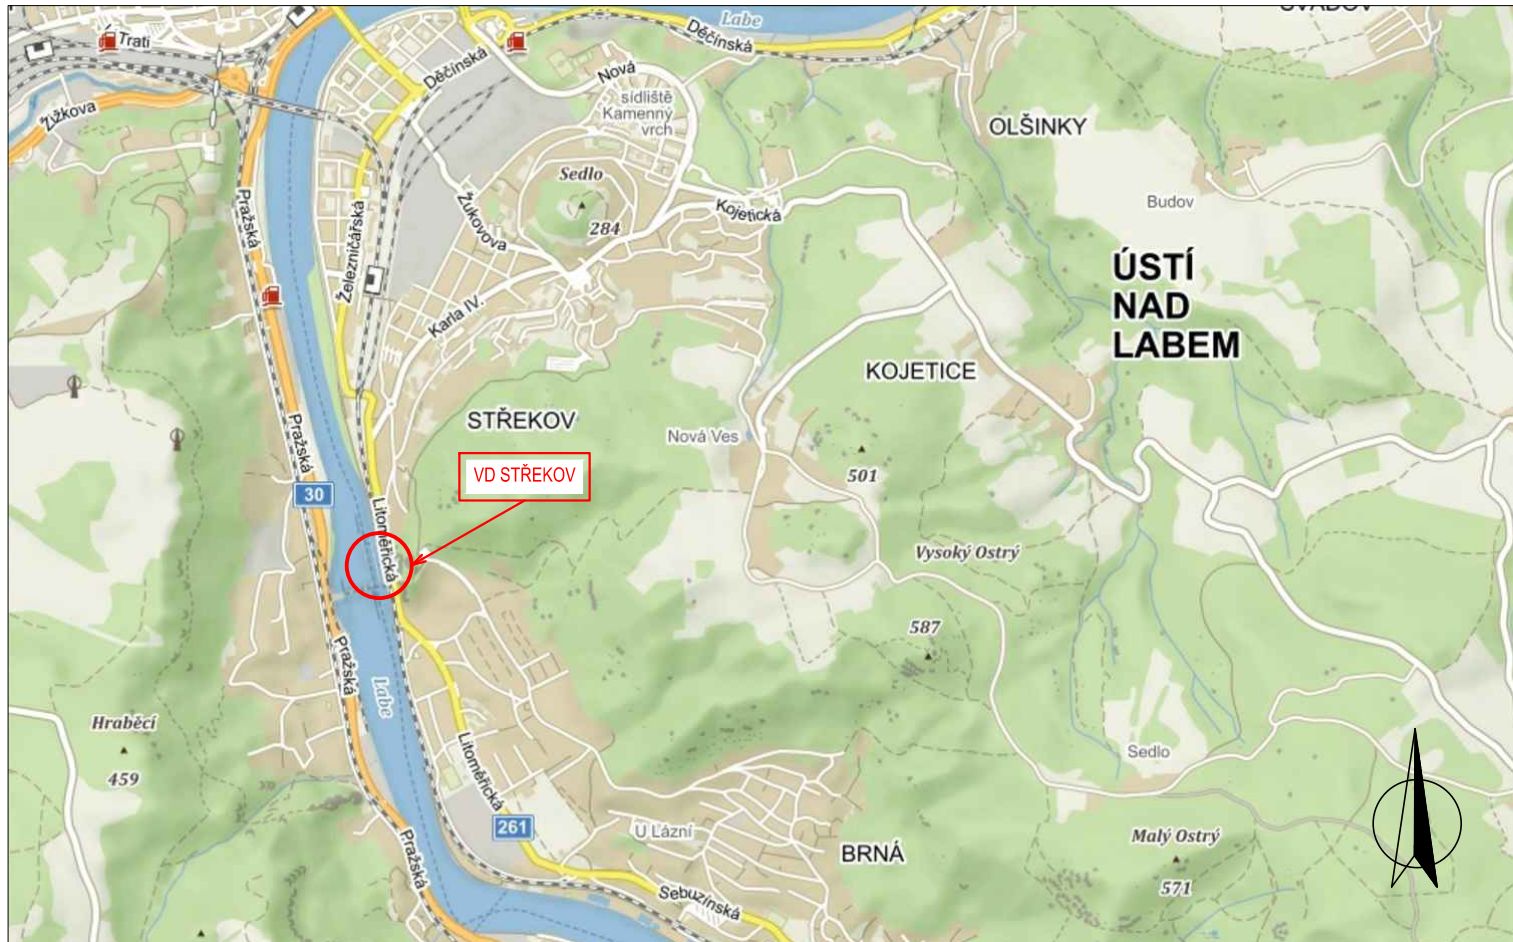 SVÁDOV
Labe
Trati
Děčínská
Děčínská
Nová
sídliště
Kamenný
vrch
Žižkova
OLŠINKY
Sedlo
284
Budov
Pražská
Železničářská
Žukovova
Kojetická
ÚSTÍ
NAD
LABEM
Karla IV.
KOJETICE
STŘEKOV
Nová Ves
Pražská
501
VD STŘEKOV
30
Litoměřická
Vysoký Ostrý
587
Pražská
Labe
Hraběcí
459
Litoměřická
Sedlo
261
U Lázní
Malý Ostrý
571
BRNÁ
Pražská
Sebuzínská